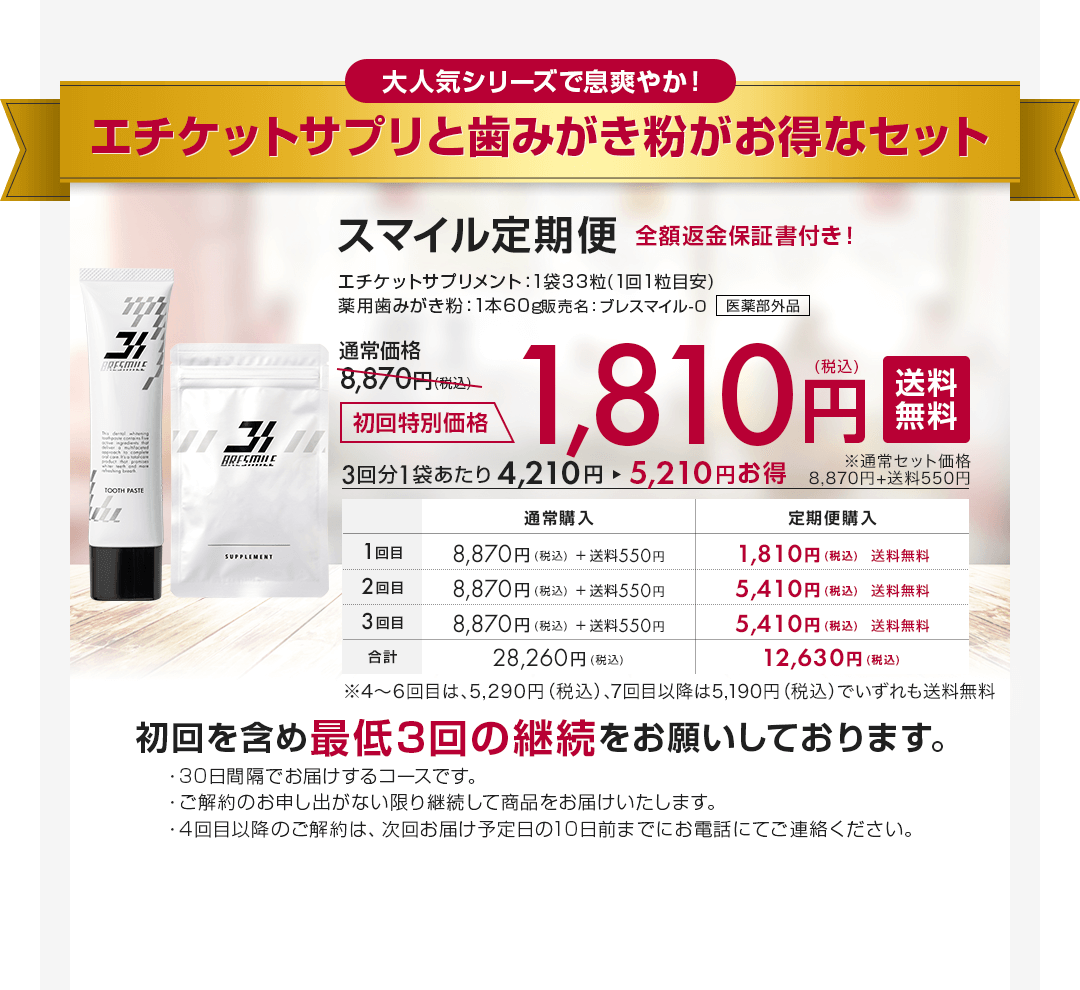 大人気シリーズで息爽やか！
エチケットサプリと歯みがき粉がお得なセット
スマイル定期便 全額返金保証書付き！
エチケットサプリメント：1袋33粒(1回1粒目安)
薬用歯みがき粉：1本60g販売名：ブレスマイル-O 医薬部外品
通常価格
8,870円(税込)
初回特別価格
1,810円(税込)
送料
無料
3回分1袋あたり4,210円▶5,210円お得
※通常セット価格
8,870円+送料550円
通常購入 定期便購入
1回目 8,870円(税込) +送料550円 1,810円(税込) 送料無料
2回目 8,870円(税込) +送料550円 5,410円(税込) 送料無料
3回目 8,870円(税込) +送料550円 5,410円(税込) 送料無料
合計 28,260円(税込) 12,630円(税込)
※4〜6回目は、5,290円（税込）、7回目以降は5,190円（税込）でいずれも送料無料
初回を含め最低3回の継続をお願いしております。
・30日間隔でお届けするコースです。
・ご解約のお申し出がない限り継続して商品をお届けいたします。
・4回目以降のご解約は、次回お届け予定日の10日前までにお電話にてご連絡ください。
BRESMILE
TOOTH PASTE
BRESMILE
SUPPLEMENT